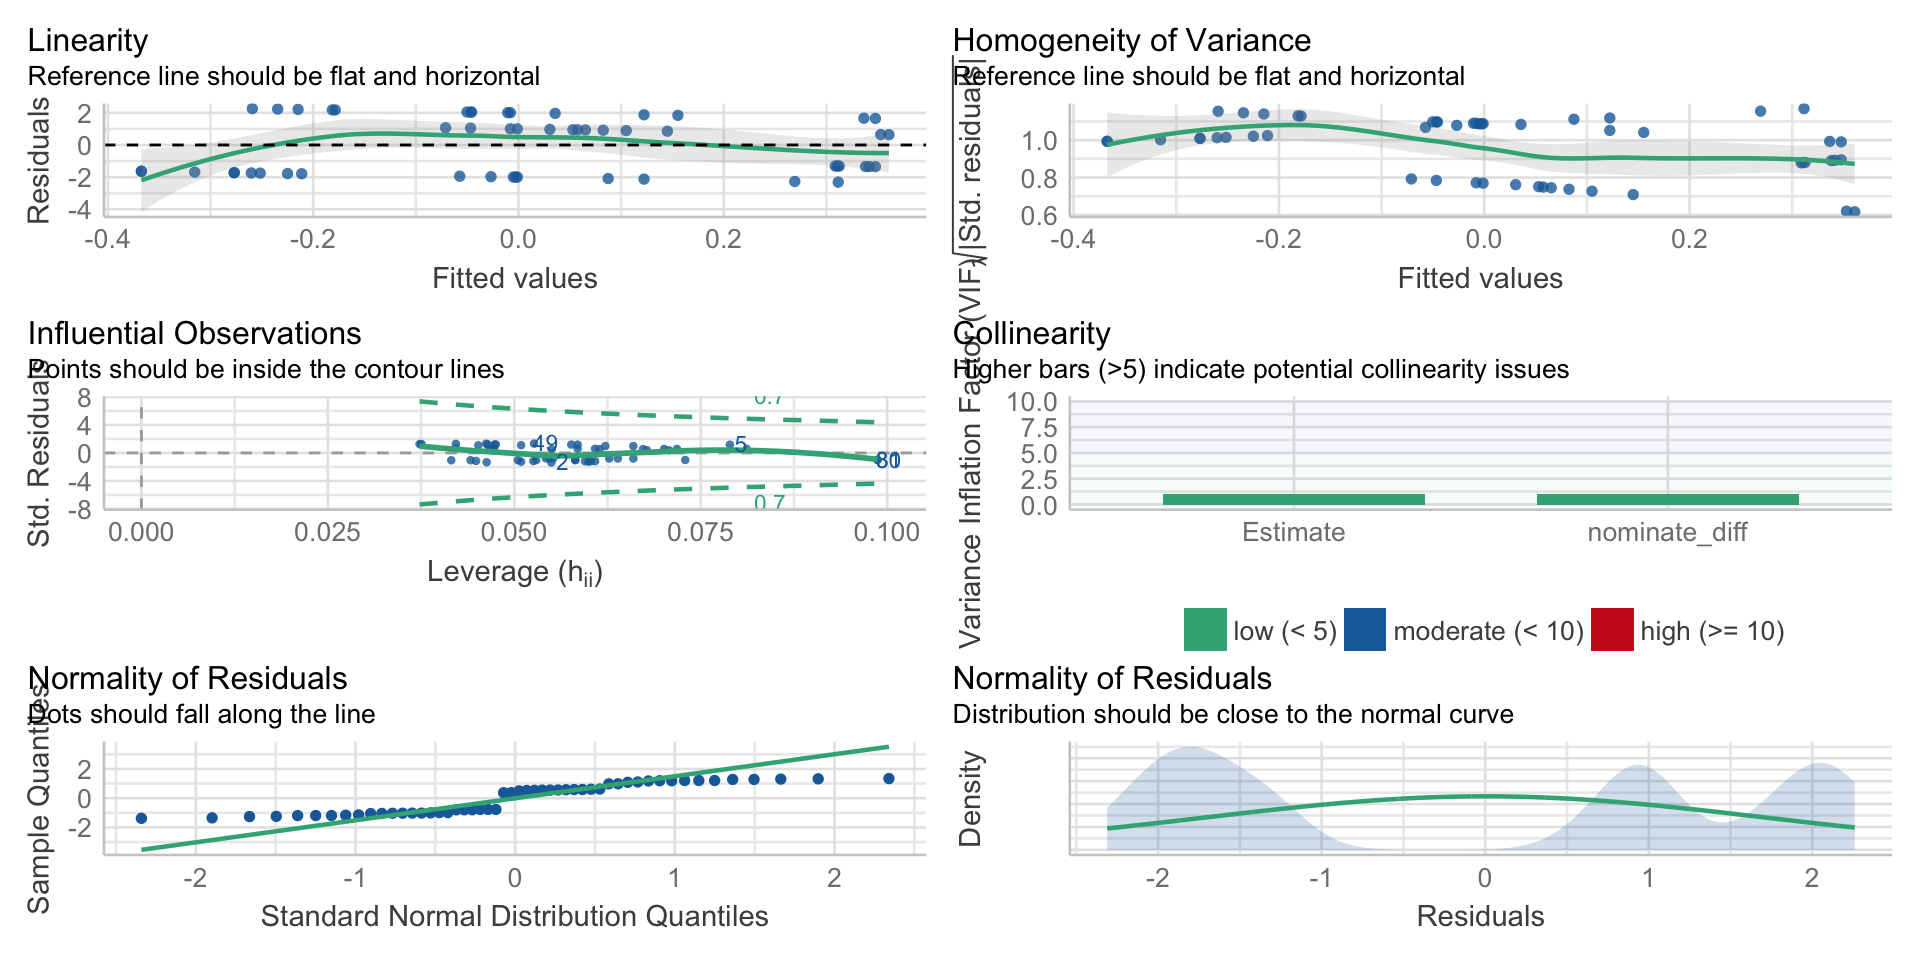 Linearity
Reference line should be flat and horizontal
Residuals
2
0
-2
-4
-0.4 -0.2 0.0 0.2
Fitted values
Homogeneity of Variance
Reference line should be flat and horizontal
√|Std. residuals|
1.0
0.8
0.6
-0.4 -0.2 0.0 0.2
Fitted values
Influential Observations
Points should be inside the contour lines
Std. Residuals
8
4
0
-4
-8
0.7
49
5
2
0.7
0.000 0.025 0.050 0.075 0.100
Leverage (hii)
Collinearity
Higher bars (>5) indicate potential collinearity issues
Variance Inflation Factor (VIF)
10.0
7.5
5.0
2.5
0.0
Estimate nominate_diff
low (< 5) moderate (< 10) high (>= 10)
Normality of Residuals
Dots should fall along the line
Sample Quantiles
2
0
-2
-2 -1 0 1 2
Standard Normal Distribution Quantiles
Normality of Residuals
Distribution should be close to the normal curve
Density
-2 -1 0 1 2
Residuals